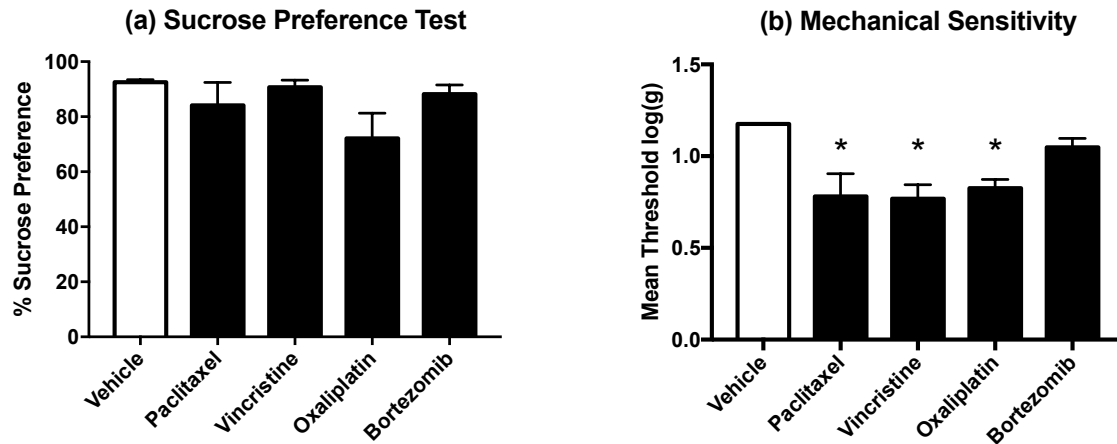 (a) Sucrose Preference Test
% Sucrose Preference
100
80
60
40
20
0
Vehicle
Paclitaxel
Vincristine
Oxaliplatin
Bortezomib
(b) Mechanical Sensitivity
Mean Threshold log(g)
1.5
1.0
0.5
0.0
*
*
*
Vehicle
Paclitaxel
Vincristine
Oxaliplatin
Bortezomib